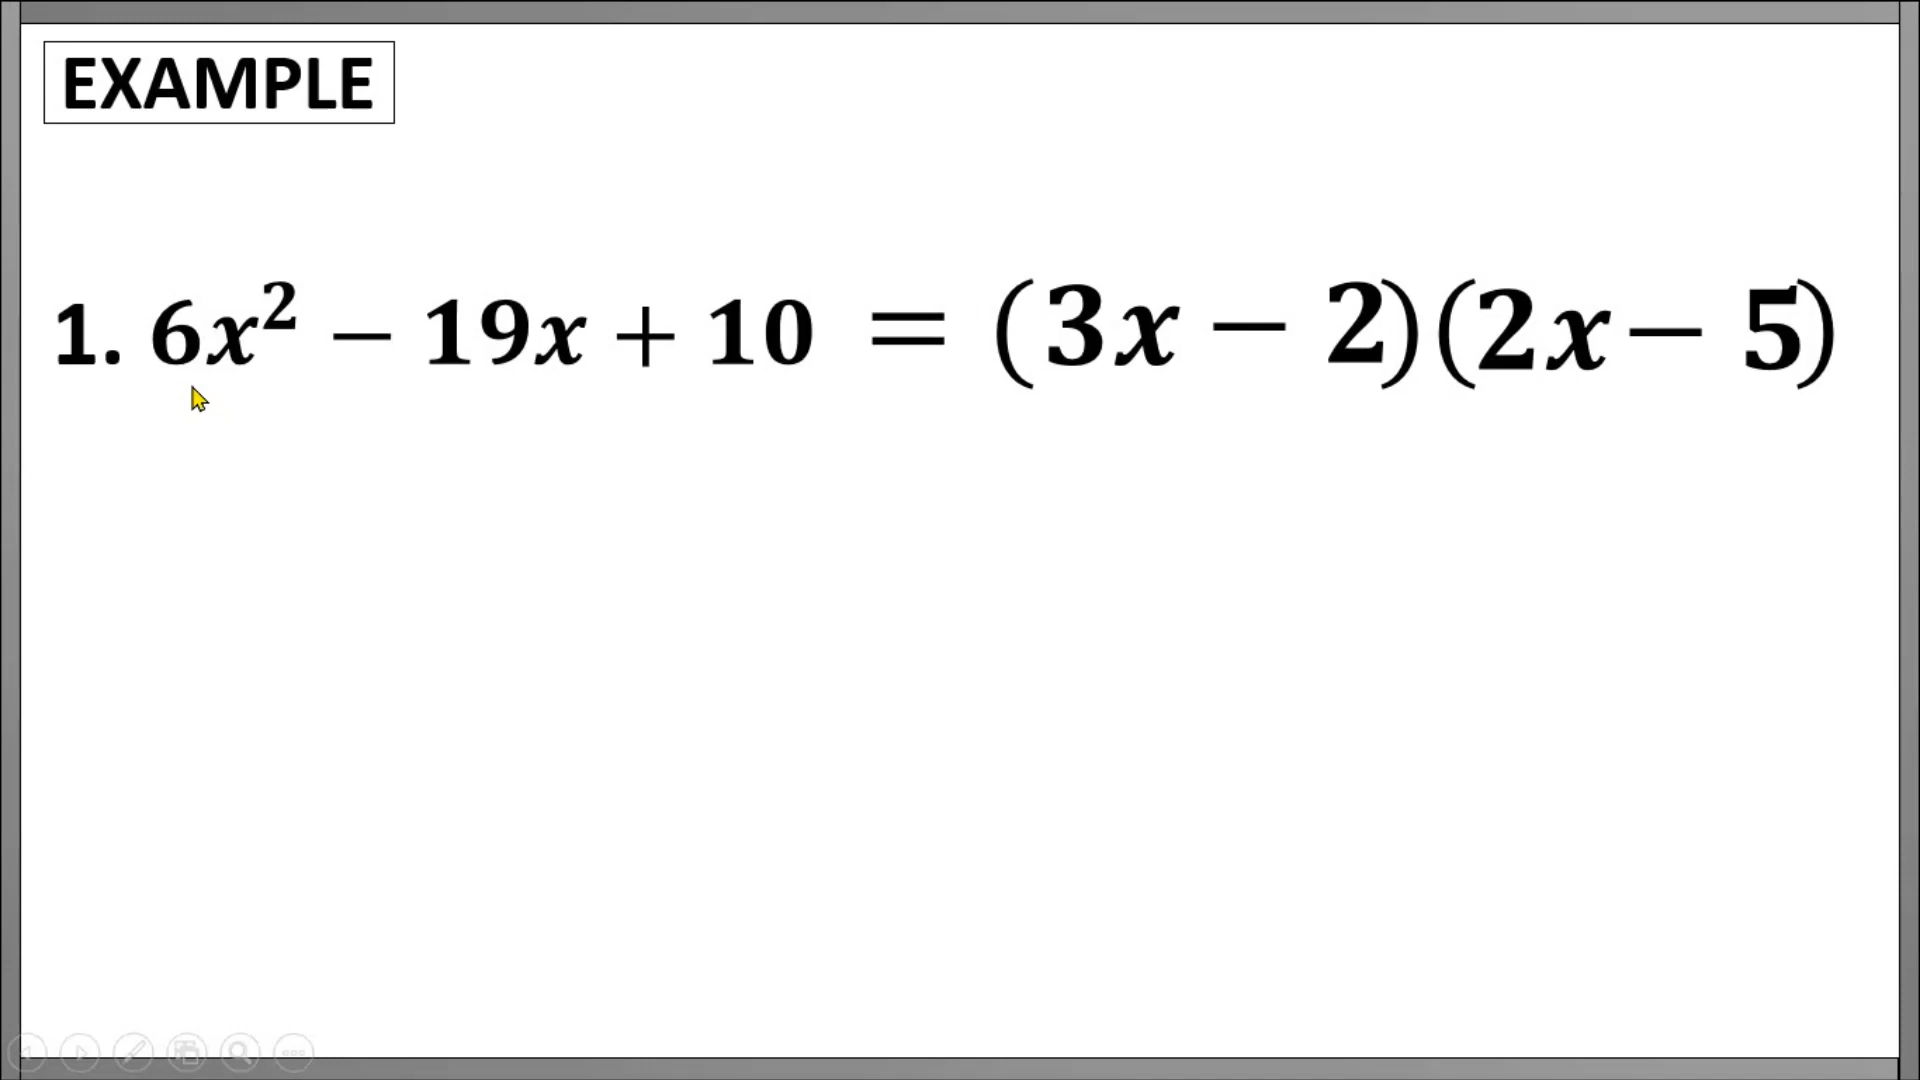 EXAMPLE
1. 6x² − 19x + 10 = (3x − 2)(2x − 5)